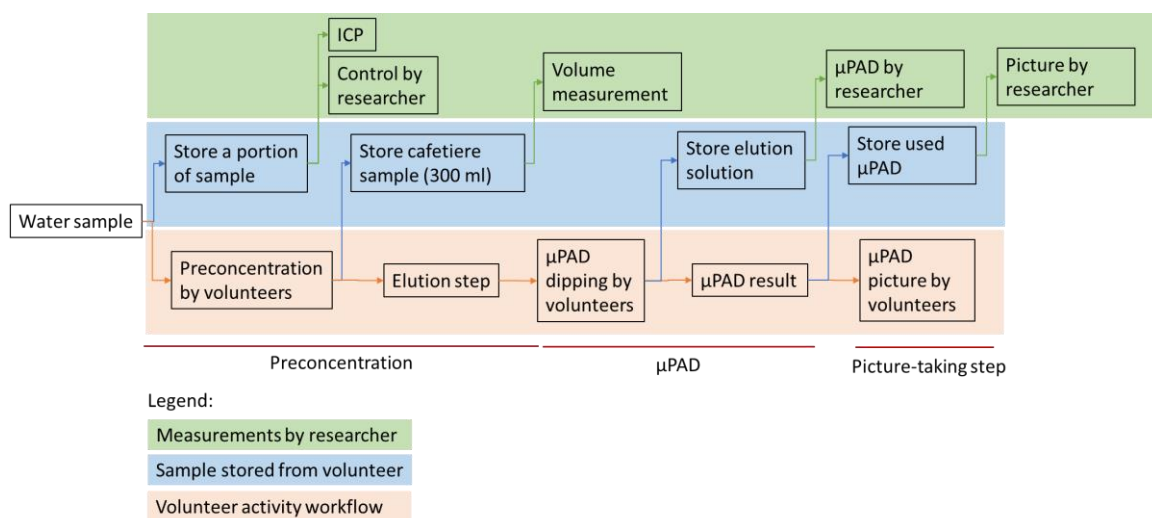 ICP
Control by
researcher
Volume
measurement
µPAD by
researcher
Picture by
researcher
Store a portion
of sample
Store cafetiere
sample (300 ml)
Store elution
solution
Store used
µPAD
Water sample
Preconcentration
by volunteers
Elution step
µPAD
dipping by
volunteers
µPAD result
µPAD
picture by
volunteers
Preconcentration
µPAD
Picture-taking step
Legend:
Measurements by researcher
Sample stored from volunteer
Volunteer activity workflow